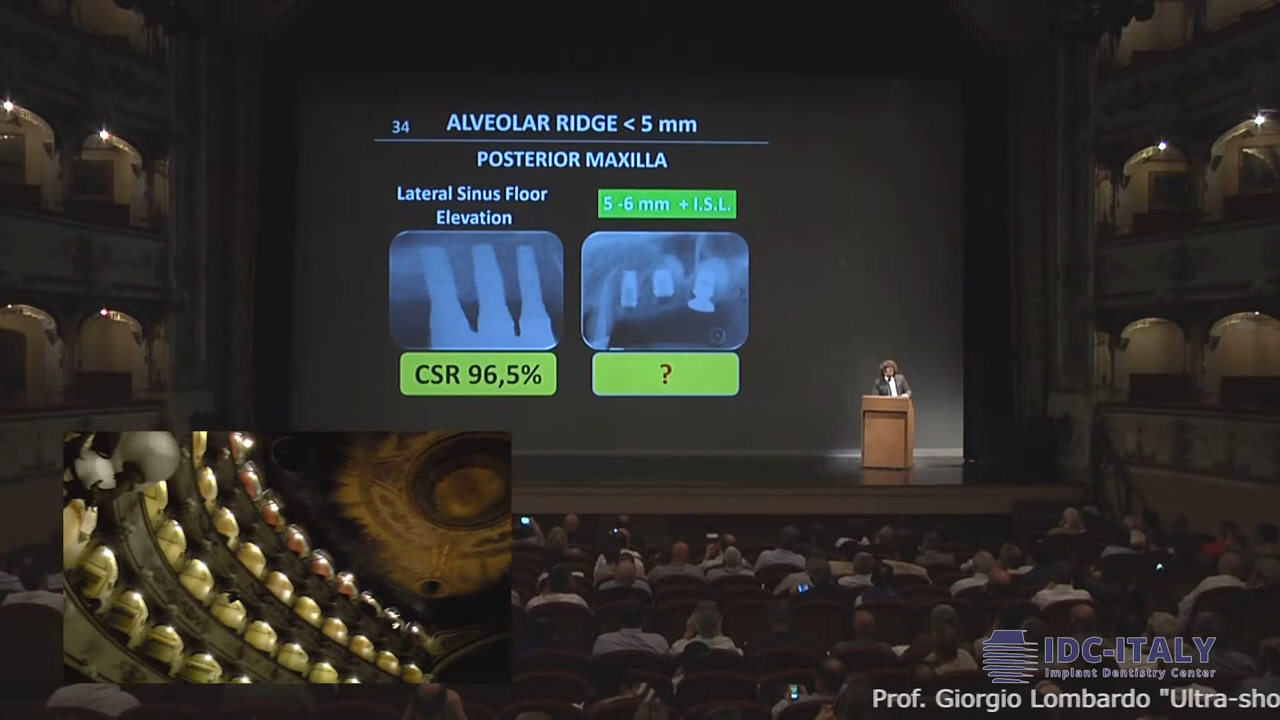 34
ALVEOLAR RIDGE < 5 mm
POSTERIOR MAXILLA
Lateral Sinus Floor
Elevation
5 -6 mm + I.S.L.
CSR 96,5%
?
IDC-ITALY
Implant Dentistry Center
Prof. Giorgio Lombardo "Ultra-sho